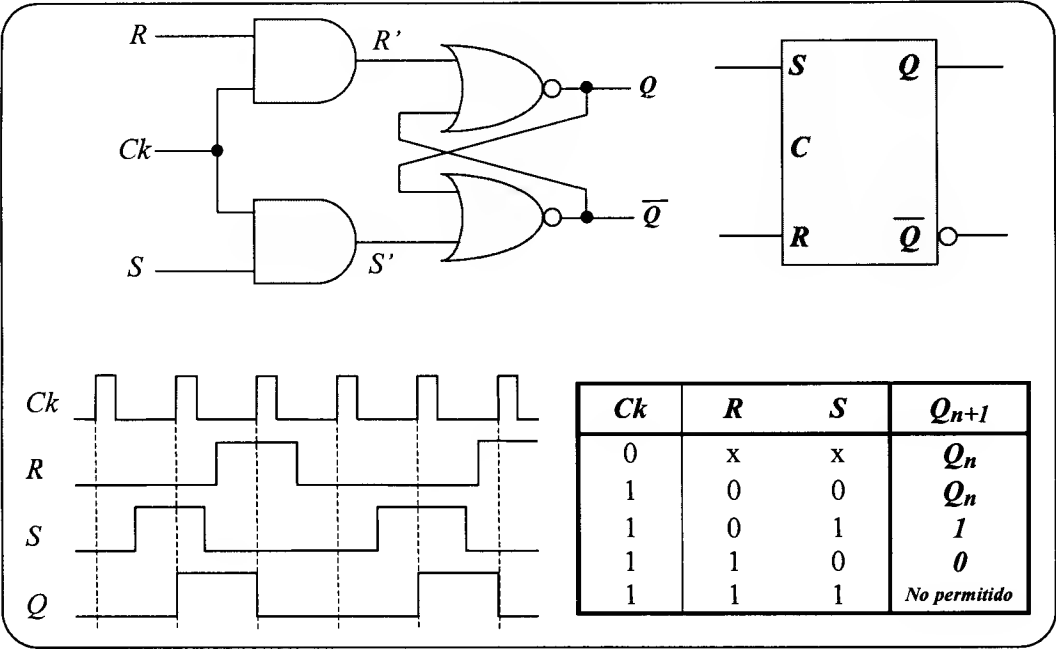 R
R'
Q
Ck
S
S'
Q̅
S Q
C
R Q̅
Ck
R
S
Q
Ck R S Qn+1
0 x x Qn
1 0 0 Qn
1 0 1 1
1 1 0 0
1 1 1 No permitido